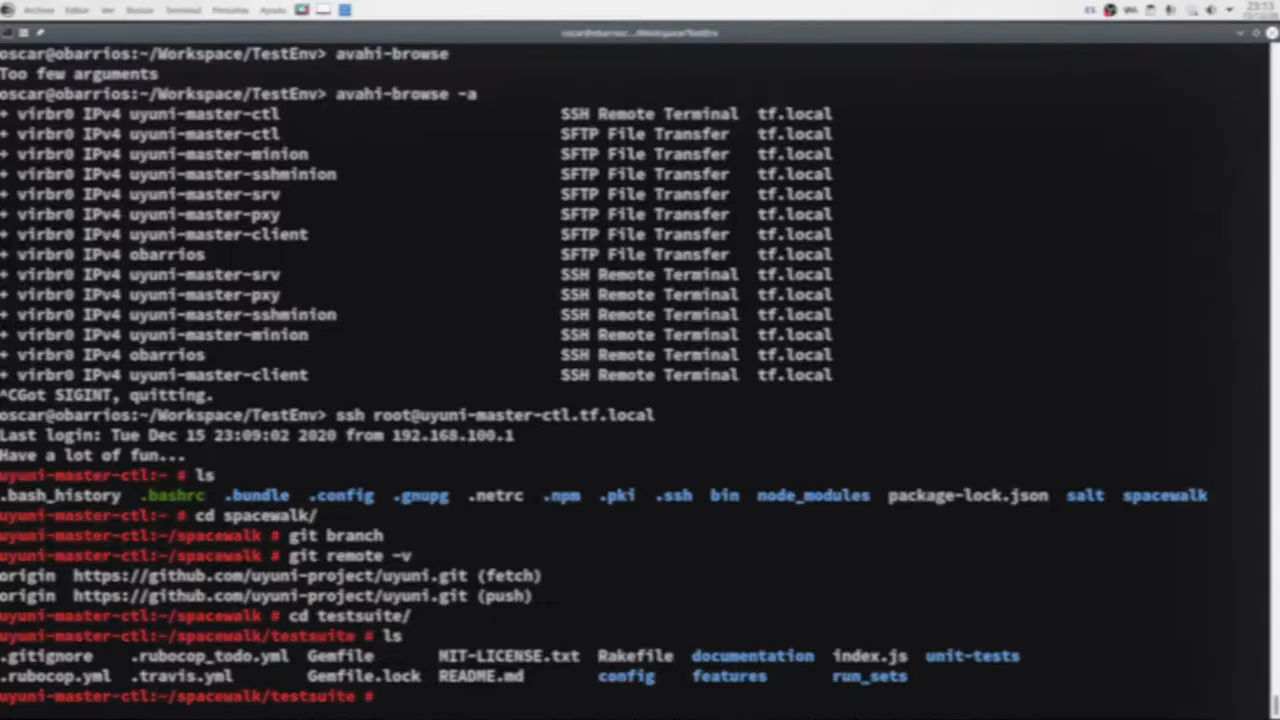 Archivo Editar Ver Buscar Terminal Pestañas Ayuda ES 23:13
oscar@obarrios:~/Workspace/TestEnv
oscar@obarrios:~/Workspace/TestEnv> avahi-browse
Too few arguments
oscar@obarrios:~/Workspace/TestEnv> avahi-browse -a
+ virbr0 IPv4 uyuni-master-ctl SSH Remote Terminal tf.local
+ virbr0 IPv4 uyuni-master-ctl SFTP File Transfer tf.local
+ virbr0 IPv4 uyuni-master-minion SFTP File Transfer tf.local
+ virbr0 IPv4 uyuni-master-sshminion SFTP File Transfer tf.local
+ virbr0 IPv4 uyuni-master-srv SFTP File Transfer tf.local
+ virbr0 IPv4 uyuni-master-pxy SFTP File Transfer tf.local
+ virbr0 IPv4 uyuni-master-client SFTP File Transfer tf.local
+ virbr0 IPv4 obarrios SFTP File Transfer tf.local
+ virbr0 IPv4 uyuni-master-srv SSH Remote Terminal tf.local
+ virbr0 IPv4 uyuni-master-pxy SSH Remote Terminal tf.local
+ virbr0 IPv4 uyuni-master-sshminion SSH Remote Terminal tf.local
+ virbr0 IPv4 uyuni-master-minion SSH Remote Terminal tf.local
+ virbr0 IPv4 obarrios SSH Remote Terminal tf.local
+ virbr0 IPv4 uyuni-master-client SSH Remote Terminal tf.local
^CGot SIGINT, quitting.
oscar@obarrios:~/Workspace/TestEnv> ssh root@uyuni-master-ctl.tf.local
Last login: Tue Dec 15 23:09:02 2020 from 192.168.100.1
Have a lot of fun...
uyuni-master-ctl:~ # ls
.bash_history .bashrc .bundle .config .gnupg .netrc .npm .pki .ssh bin node_modules package-lock.json salt spacewalk
uyuni-master-ctl:~ # cd spacewalk/
uyuni-master-ctl:~/spacewalk # git branch
uyuni-master-ctl:~/spacewalk # git remote -v
origin https://github.com/uyuni-project/uyuni.git (fetch)
origin https://github.com/uyuni-project/uyuni.git (push)
uyuni-master-ctl:~/spacewalk # cd testsuite/
uyuni-master-ctl:~/spacewalk/testsuite # ls
.gitignore .rubocop_todo.yml Gemfile MIT-LICENSE.txt Rakefile documentation index.js unit-tests
.rubocop.yml .travis.yml Gemfile.lock README.md config features run_sets
uyuni-master-ctl:~/spacewalk/testsuite #